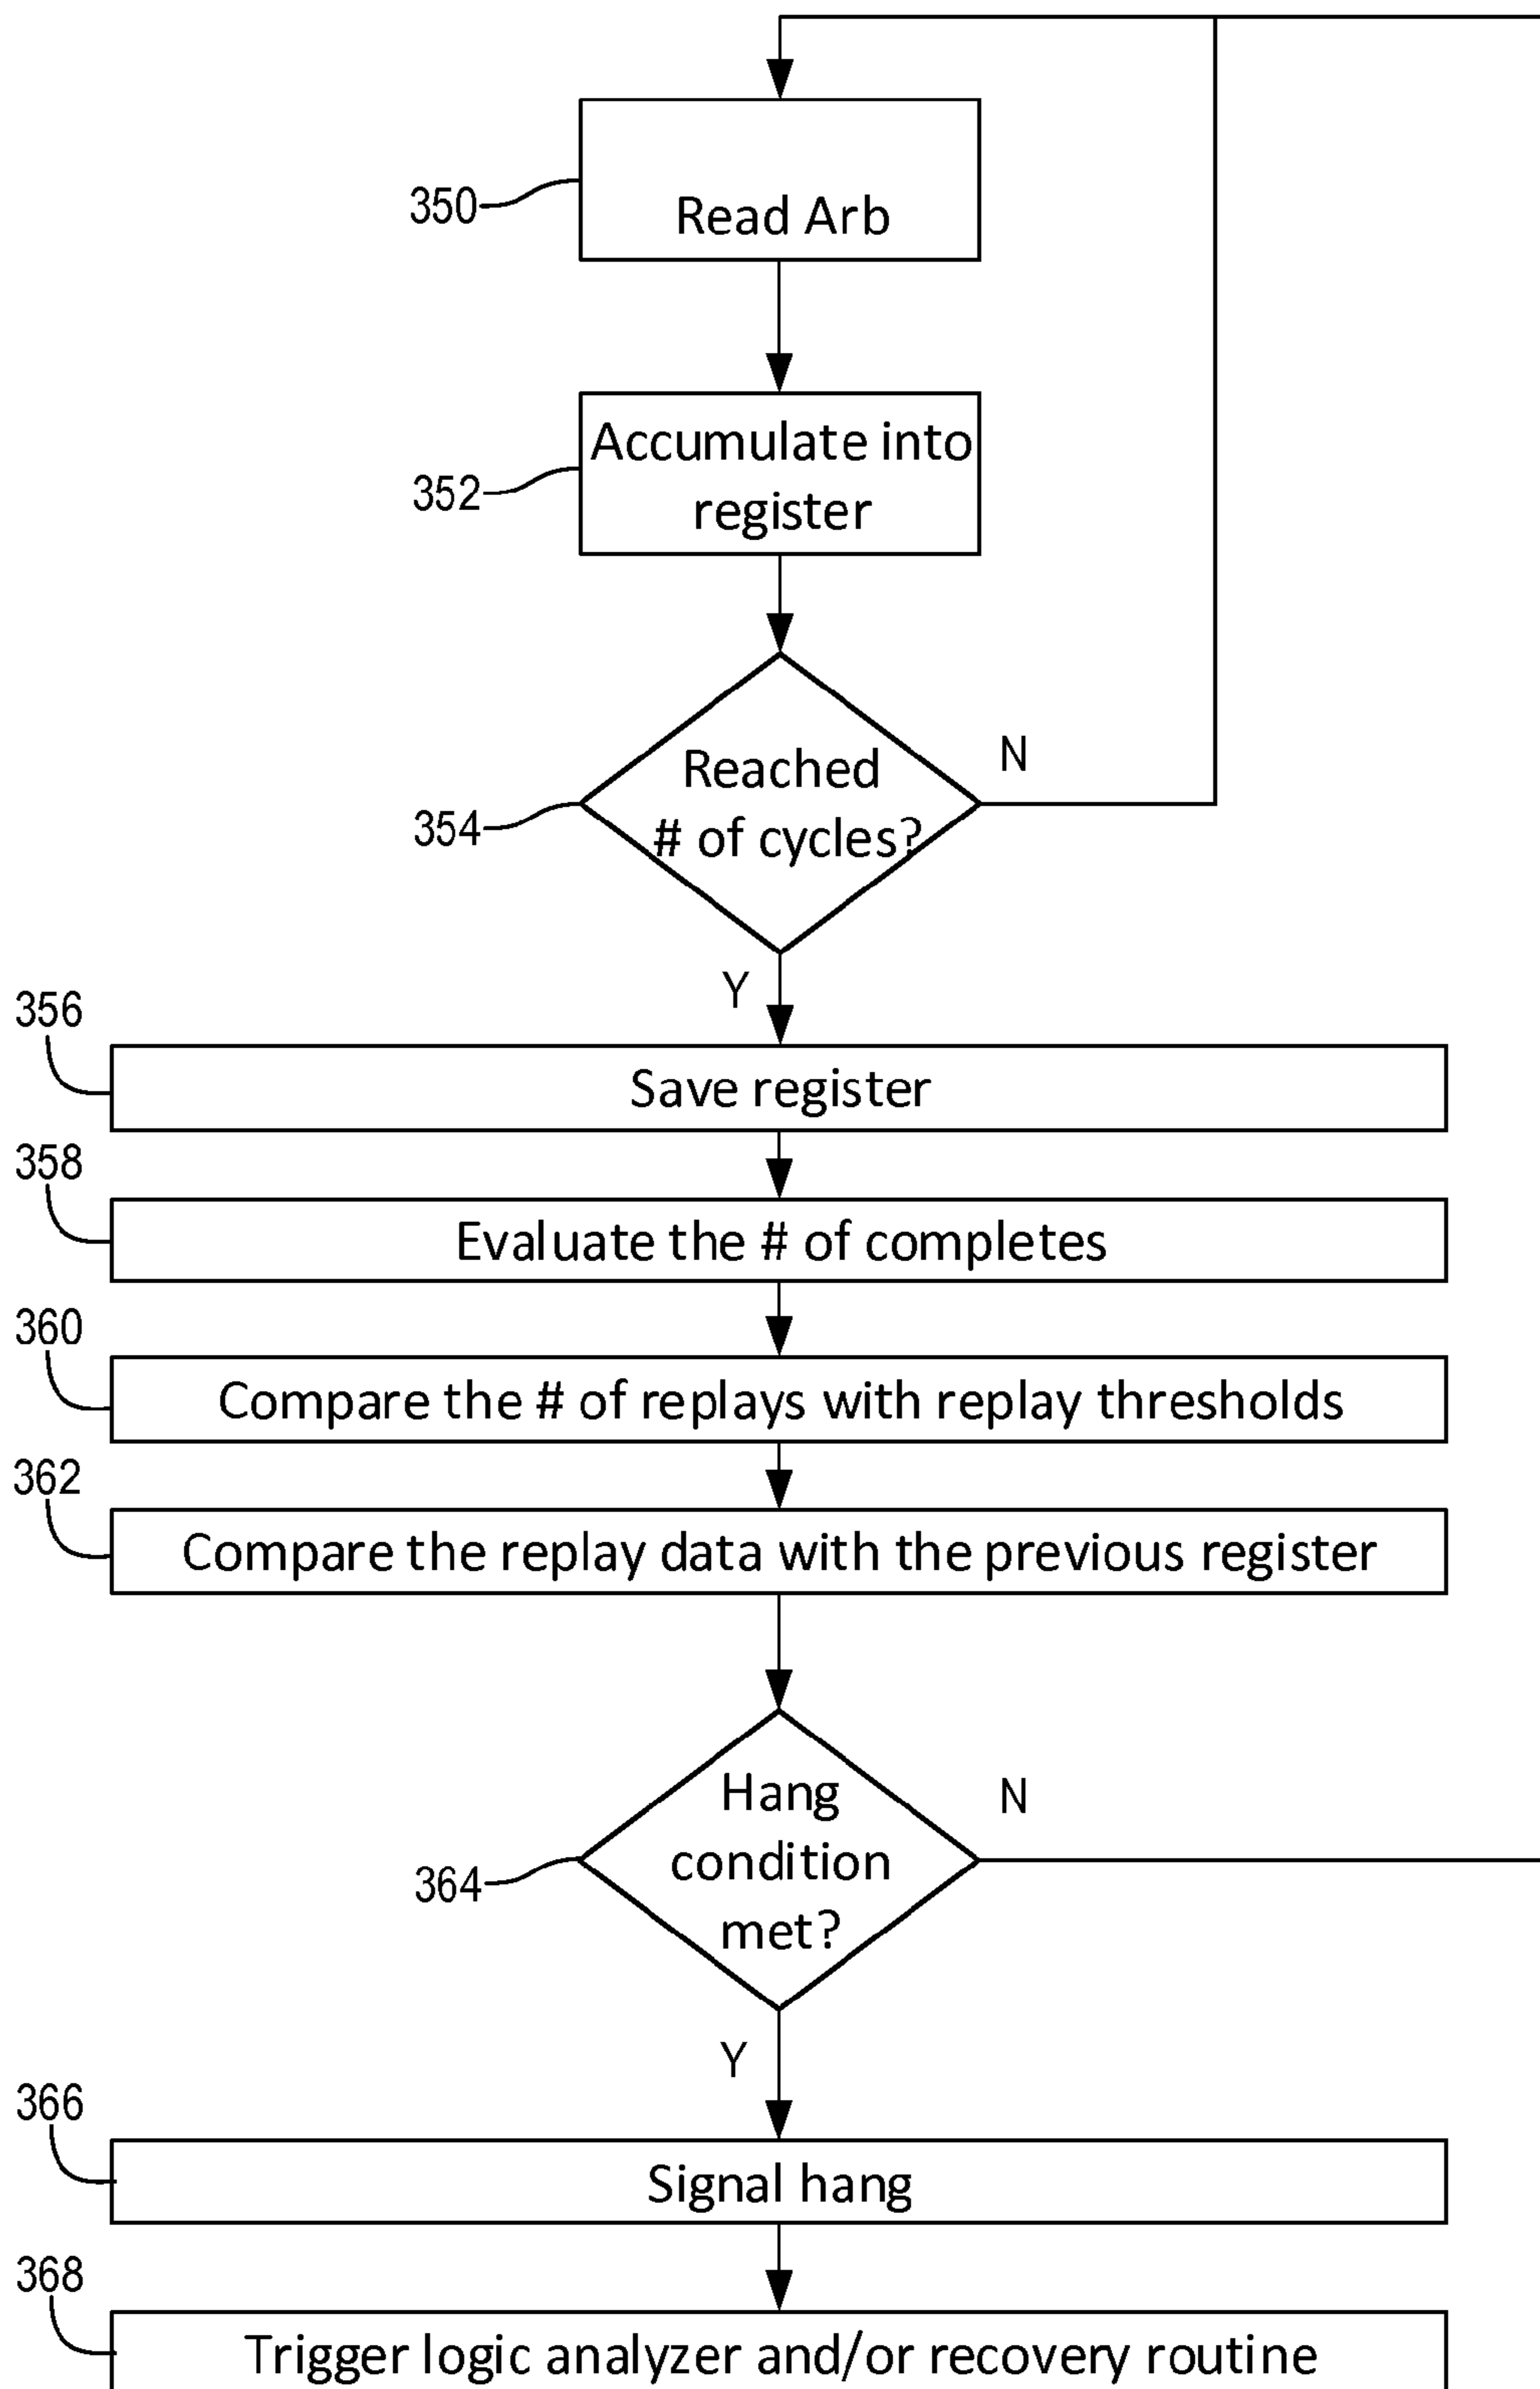 350
Read Arb
352
Accumulate into
register
354
Reached
# of cycles?
N
Y
356
Save register
358
Evaluate the # of completes
360
Compare the # of replays with replay thresholds
362
Compare the replay data with the previous register
364
Hang
condition
met?
N
Y
366
Signal hang
368
Trigger logic analyzer and/or recovery routine